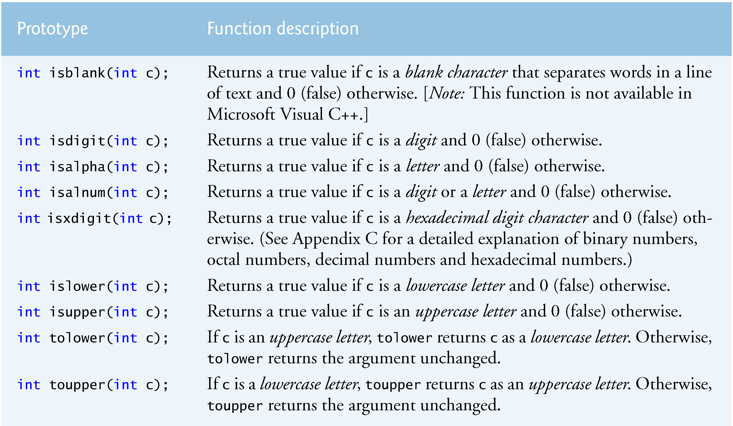 Prototype Function description
int isblank(int c); Returns a true value if c is a blank character that separates words in a line
of text and 0 (false) otherwise. [Note: This function is not available in
Microsoft Visual C++.]
int isdigit(int c); Returns a true value if c is a digit and 0 (false) otherwise.
int isalpha(int c); Returns a true value if c is a letter and 0 (false) otherwise.
int isalnum(int c); Returns a true value if c is a digit or a letter and 0 (false) otherwise.
int isxdigit(int c); Returns a true value if c is a hexadecimal digit character and 0 (false) oth-
erwise. (See Appendix C for a detailed explanation of binary numbers,
octal numbers, decimal numbers and hexadecimal numbers.)
int islower(int c); Returns a true value if c is a lowercase letter and 0 (false) otherwise.
int isupper(int c); Returns a true value if c is an uppercase letter and 0 (false) otherwise.
int tolower(int c); If c is an uppercase letter, tolower returns c as a lowercase letter. Otherwise,
tolower returns the argument unchanged.
int toupper(int c); If c is a lowercase letter, toupper returns c as an uppercase letter. Otherwise,
toupper returns the argument unchanged.